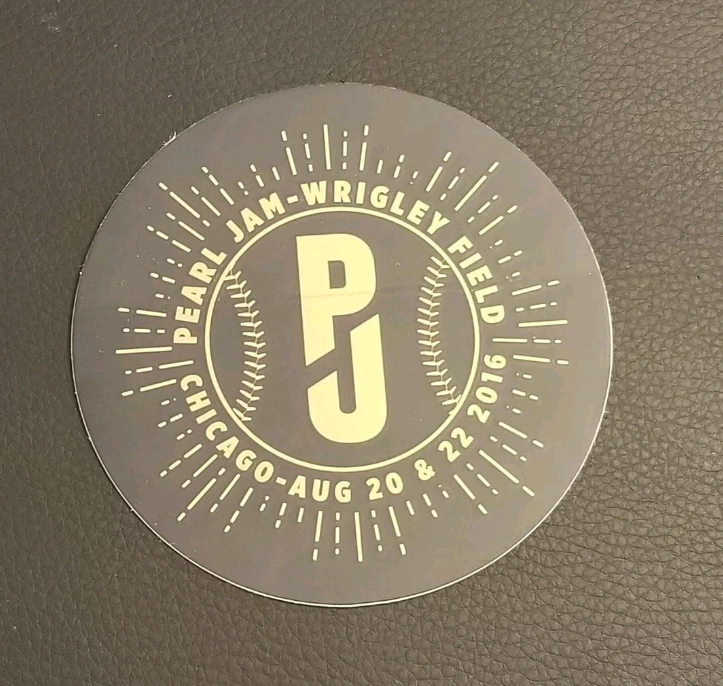 PEARL JAM-WRIGLEY FIELD
PJ
CHICAGO-AUG 20 & 22 2016